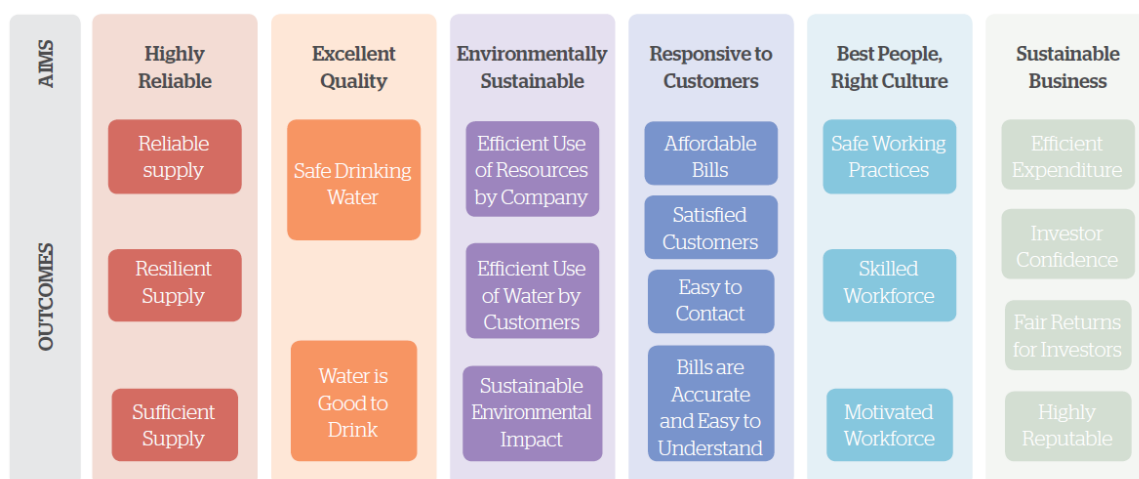 AIMS
Highly
Reliable
Excellent
Quality
Environmentally
Sustainable
Responsive to
Customers
Best People,
Right Culture
Sustainable
Business
OUTCOMES
Reliable
supply
Resilient
Supply
Sufficient
Supply
Safe Drinking
Water
Water is
Good to
Drink
Efficient Use
of Resources
by Company
Efficient Use
of Water by
Customers
Sustainable
Environmental
Impact
Affordable
Bills
Satisfied
Customers
Easy to
Contact
Bills are
Accurate
and Easy to
Understand
Safe Working
Practices
Skilled
Workforce
Motivated
Workforce
Efficient
Expenditure
Investor
Confidence
Fair Returns
for Investors
Highly
Reputable